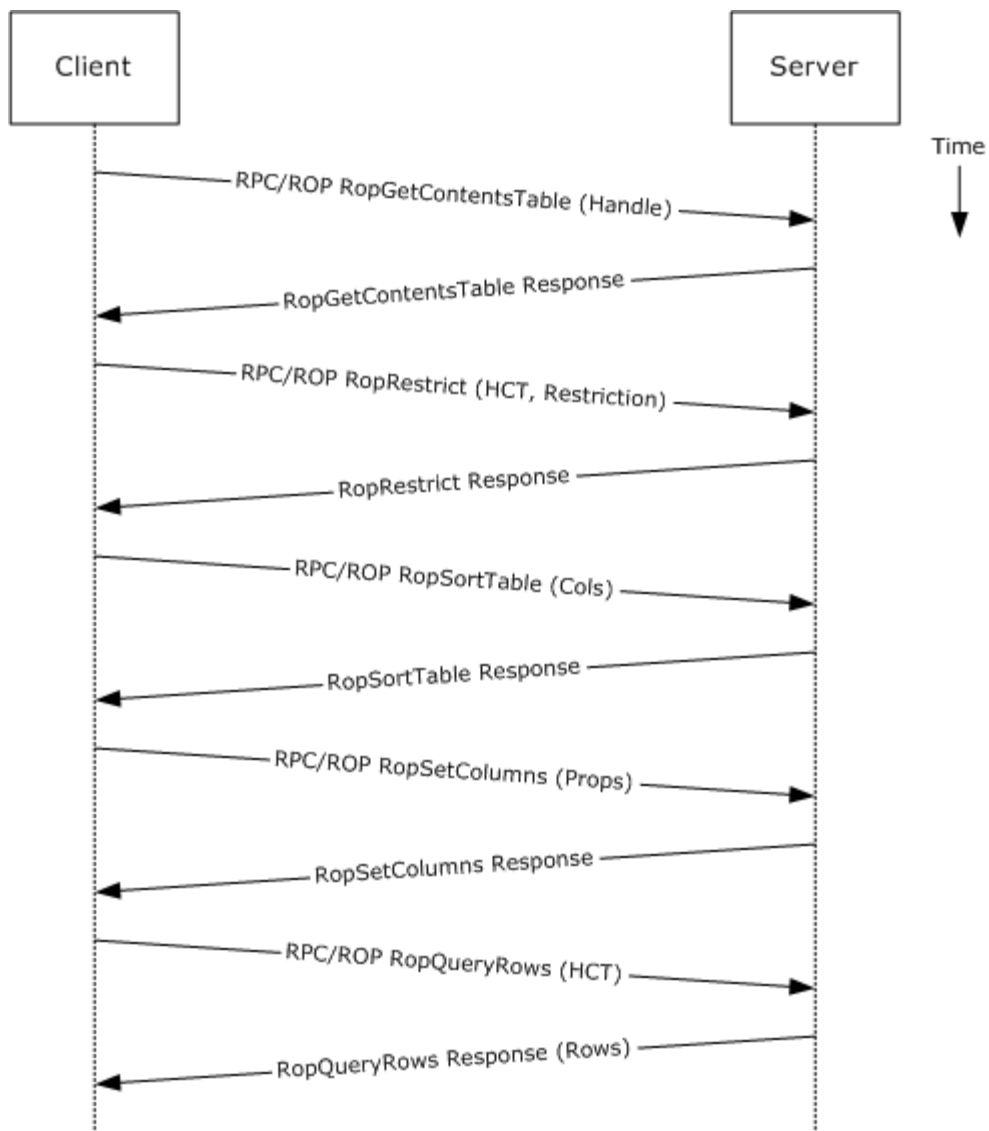 Client
Server
Time
RPC/ROP RopGetContentsTable (Handle)
RopGetContentsTable Response
RPC/ROP RopRestrict (HCT, Restriction)
RopRestrict Response
RPC/ROP RopSortTable (Cols)
RopSortTable Response
RPC/ROP RopSetColumns (Props)
RopSetColumns Response
RPC/ROP RopQueryRows (HCT)
RopQueryRows Response (Rows)